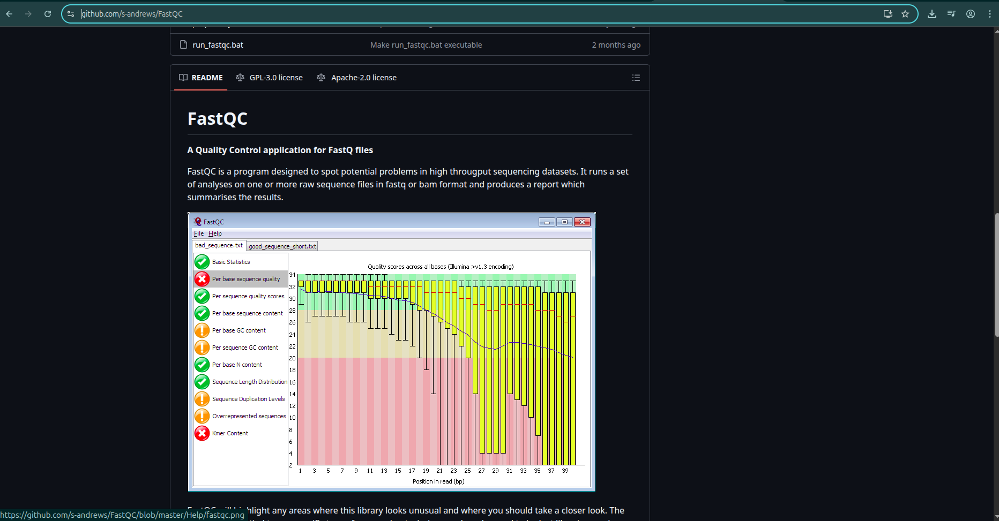 github.com/s-andrews/FastQC
run_fastqc.bat Make run_fastqc.bat executable 2 months ago
README GPL-3.0 license Apache-2.0 license
FastQC
A Quality Control application for FastQ files
FastQC is a program designed to spot potential problems in high througput sequencing datasets. It runs a set
of analyses on one or more raw sequence files in fastq or bam format and produces a report which
summarises the results.
FastQC
File Help
bad_sequence.txt good_sequence_short.txt
Basic Statistics
Per base sequence quality
Per sequence quality scores
Per base sequence content
Per base GC content
Per sequence GC content
Per base N content
Sequence Length Distribution
Sequence Duplication Levels
Overrepresented sequences
Kmer Content
Quality scores across all bases (Illumina >v1.3 encoding)
34
32
30
28
26
24
22
20
18
16
14
12
10
8
6
4
2
1 3 5 7 9 11 13 15 17 19 21 23 25 27 29 31 33 35 37 39
Position in read (bp)
highlight any areas where this library looks unusual and where you should take a closer look. The
https://github.com/s-andrews/FastQC/blob/master/Help/fastqc.png